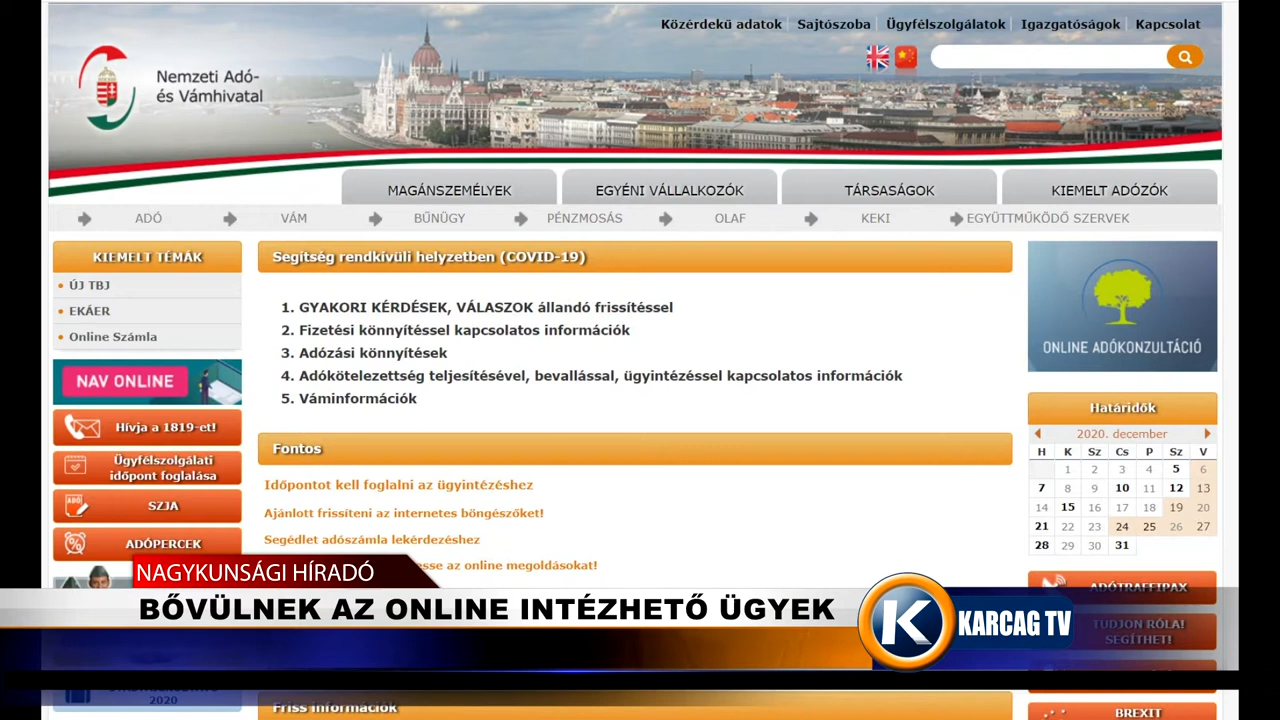 Közérdekű adatok
Sajtószoba
Ügyfélszolgálatok
Igazgatóságok
Kapcsolat
Nemzeti Adó-
és Vámhivatal
MAGÁNSZEMÉLYEK
EGYÉNI VÁLLALKOZÓK
TÁRSASÁGOK
KIEMELT ADÓZÓK
ADÓ
VÁM
BŰNÜGY
PÉNZMOSÁS
OLAF
KEKI
EGYÜTTMŰKÖDŐ SZERVEK
KIEMELT TÉMÁK
ÚJ TBJ
EKÁER
Online Számla
NAV ONLINE
Hívja a 1819-et!
Ügyfélszolgálati
időpont foglalása
ADÓ
SZJA
ADÓPERCEK
2020
Segítség rendkívüli helyzetben (COVID-19)
1. GYAKORI KÉRDÉSEK, VÁLASZOK állandó frissítéssel
2. Fizetési könnyítéssel kapcsolatos információk
3. Adózási könnyítések
4. Adókötelezettség teljesítésével, bevallással, ügyintézéssel kapcsolatos információk
5. Váminformációk
Fontos
Időpontot kell foglalni az ügyintézéshez
Ajánlott frissíteni az internetes böngészőket!
Segédlet adószámla lekérdezéshez
az online megoldásokat!
Friss információk
ONLINE ADÓKONZULTÁCIÓ
Határidők
2020. december
H K Sz Cs P Sz V
1 2 3 4 5 6
7 8 9 10 11 12 13
14 15 16 17 18 19 20
21 22 23 24 25 26 27
28 29 30 31
ADÓTRAFFIPAX
TUDJON RÓLA!
SEGÍTHET!
BREXIT
NAGYKUNSÁGI HÍRADÓ
BŐVÜLNEK AZ ONLINE INTÉZHETŐ ÜGYEK
K
KARCAG TV